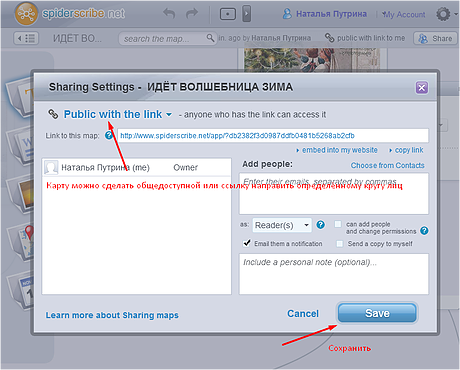 spiderscribe.net
Наталья Путрина
My Account
ИДЁТ ВО...
search the map...
in. ago by Наталья Путрина
public with link to me
Share
Sharing Settings - ИДЁТ ВОЛШЕБНИЦА ЗИМА
Public with the link - anyone who has the link can access it
Link to this map: ? http://www.spiderscribe.net/app/?db2382f3d0987ddfb0481b5268ab2cfb
embed into my website
copy link
Наталья Путрина (me) Owner
Add people:
Choose from Contacts
Enter their emails, separated by commas
Карту можно сделать общедоступной или ссылку направить определенному кругу лиц
as: Reader(s) ?
can add people
and change permissions ?
Email them a notification
Send a copy to myself
Include a personal note (optional)...
Learn more about Sharing maps
Cancel
Save
Сохранить